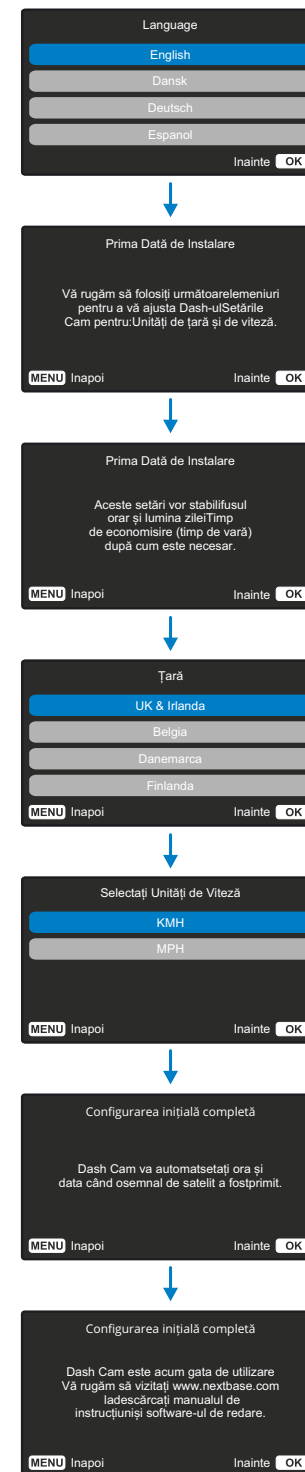 Language
English
Dansk
Deutsch
Espanol
Inainte OK
Prima Dată de Instalare
Vă rugăm să folosiți următoarelemeniuri
pentru a vă ajusta Dash-ulSetările
Cam pentru:Unități de țară și de viteză.
MENU Inapoi Inainte OK
Prima Dată de Instalare
Aceste setări vor stabilifusul
orar și lumina zileiTimp
de economisire (timp de vară)
după cum este necesar.
MENU Inapoi Inainte OK
Țară
UK & Irlanda
Belgia
Danemarca
Finlanda
MENU Inapoi Inainte OK
Selectați Unități de Viteză
KMH
MPH
MENU Inapoi Inainte OK
Configurarea inițială completă
Dash Cam va automatsetați ora și
data când osemnal de satelit a fostprimit.
MENU Inapoi Inainte OK
Configurarea inițială completă
Dash Cam este acum gata de utilizare
Vă rugăm să vizitați www.nextbase.com
ladescărcați manualul de
instrucțiuniși software-ul de redare.
MENU Inapoi Inainte OK